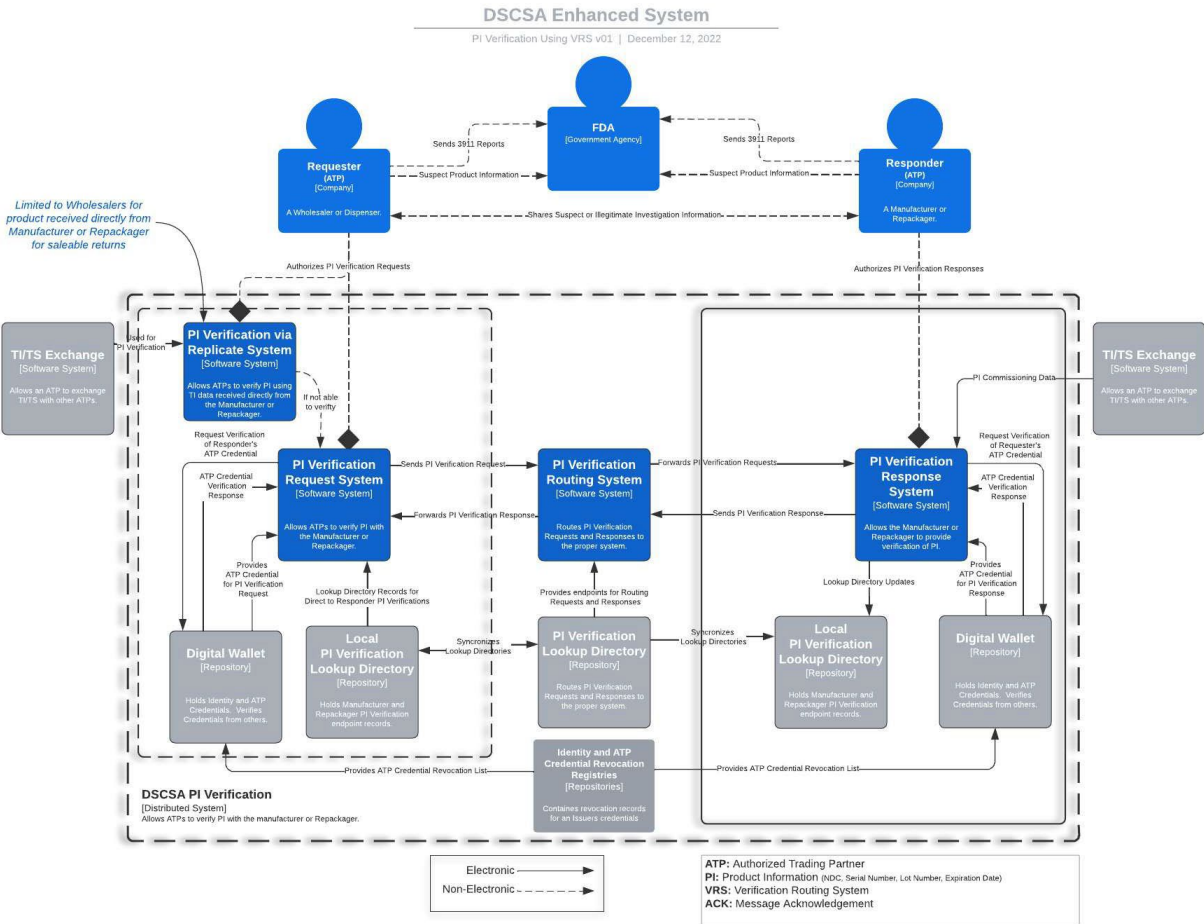 DSCSA Enhanced System
PI Verification Using VRS v01 | December 12, 2022
FDA
[Government Agency]
Sends 3911 Reports
Sends 3911 Reports
Requester
(ATP)
[Company]
A Wholesaler or Dispenser.
Suspect Product Information
Suspect Product Information
Responder
(ATP)
[Company]
A Manufacturer or
Repackager.
Shares Suspect or Illegitimate Investigation Information
Limited to Wholesalers for
product received directly from
Manufacturer or Repackager
for saleable returns
Authorizes PI Verification Requests
Authorizes PI Verification Responses
TI/TS Exchange
[Software System]
Allows an ATP to exchange
TI/TS with other ATPs.
Used for
PI Verification
PI Verification via
Replicate System
[Software System]
Allows ATPs to verify PI using
TI data received directly from
the Manufacturer or
Repackager.
If not able
to verifty
PI Commissioning Data
TI/TS Exchange
[Software System]
Allows an ATP to exchange
TI/TS with other ATPs.
Request Verification
of Responder's
ATP Credential
ATP Credential
Verification
Response
Provides
ATP Credential
for PI Verification
Request
PI Verification
Request System
[Software System]
Allows ATPs to verify PI with
the Manufacturer or
Repackager.
Sends PI Verification Request
Forwards PI Verification Response
PI Verification
Routing System
[Software System]
Routes PI Verification
Requests and Responses to
the proper system.
Forwards PI Verification Requests
Sends PI Verification Response
PI Verification
Response
System
[Software System]
Allows the Manufacturer or
Repackager to provide
verification of PI.
Request Verification
of Requester's
ATP Credential
ATP Credential
Verification
Response
Provides
ATP Credential
for PI Verification
Response
Lookup Directory Records for
Direct to Responder PI Verifications
Provides endpoints for Routing
Requests and Responses
Lookup Directory Updates
Digital Wallet
[Repository]
Holds Identity and ATP
Credentials. Verifies
Credentials from others.
Local
PI Verification
Lookup Directory
[Repository]
Holds Manufacturer and
Repackager PI Verification
endpoint records.
Syncronizes
Lookup Directories
PI Verification
Lookup Directory
[Repository]
Routes PI Verification
Requests and Responses to
the proper system.
Syncronizes
Lookup Directories
Local
PI Verification
Lookup Directory
[Repository]
Holds Manufacturer and
Repackager PI Verification
endpoint records.
Digital Wallet
[Repository]
Holds Identity and ATP
Credentials. Verifies
Credentials from others.
Provides ATP Credential Revocation List
Identity and ATP
Credential Revocation
Registries
[Repositories]
Containes revocation records
for an Issuers credentials
Provides ATP Credential Revocation List
DSCSA PI Verification
[Distributed System]
Allows ATPs to verify PI with the manufacturer or Repackager.
Electronic
Non-Electronic
ATP: Authorized Trading Partner
PI: Product Information (NDC, Serial Number, Lot Number, Expiration Date)
VRS: Verification Routing System
ACK: Message Acknowledgement